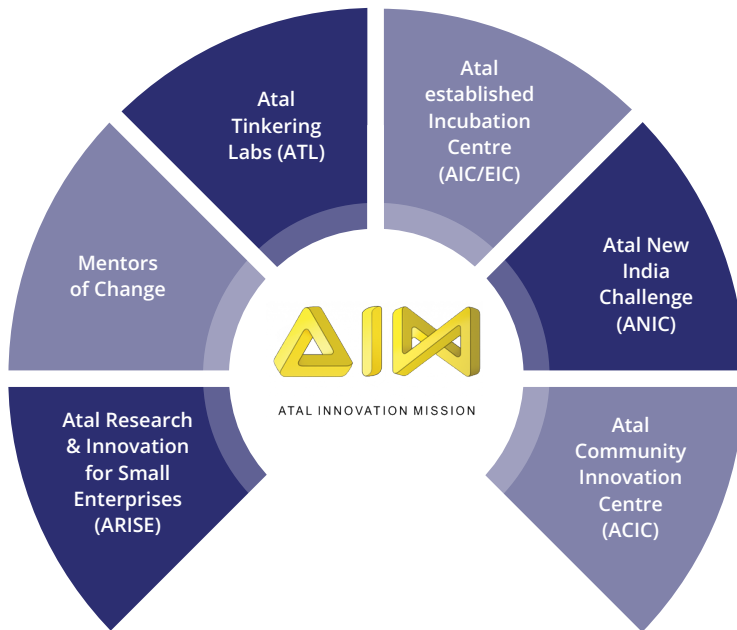 Atal
Tinkering
Labs (ATL)
Atal
established
Incubation
Centre
(AIC/EIC)
Mentors
of Change
Atal New
India
Challenge
(ANIC)
AIM
ATAL INNOVATION MISSION
Atal Research
& Innovation
for Small
Enterprises
(ARISE)
Atal
Community
Innovation
Centre
(ACIC)